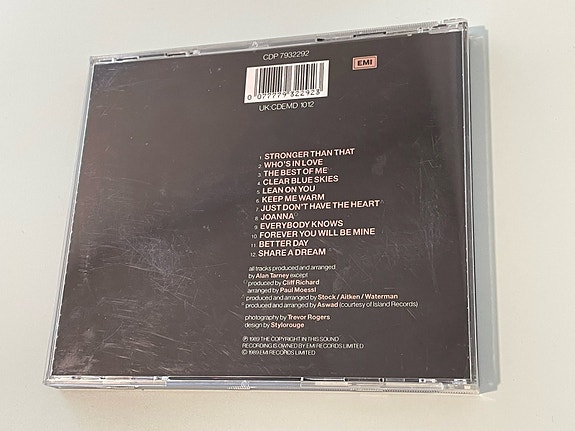 CDP 7932292
EMI
0 077779 322923
UK:CDEMD 1012
1. STRONGER THAN THAT
2. WHO'S IN LOVE
3. THE BEST OF ME
4. CLEAR BLUE SKIES
5. LEAN ON YOU
6. KEEP ME WARM
7. JUST DON'T HAVE THE HEART
8. JOANNA
9. EVERYBODY KNOWS
10. FOREVER YOU WILL BE MINE
11. BETTER DAY
12. SHARE A DREAM
all tracks produced and arranged
by Alan Tarney except
produced by Cliff Richard
arranged by Paul Moessl
produced and arranged by Stock / Aitken / Waterman
produced and arranged by Aswad (courtesy of Island Records)
photography by Trevor Rogers
design by Stylorouge
℗ 1989 THE COPYRIGHT IN THIS SOUND
RECORDING IS OWNED BY EMI RECORDS LIMITED
© 1989 EMI RECORDS LIMITED